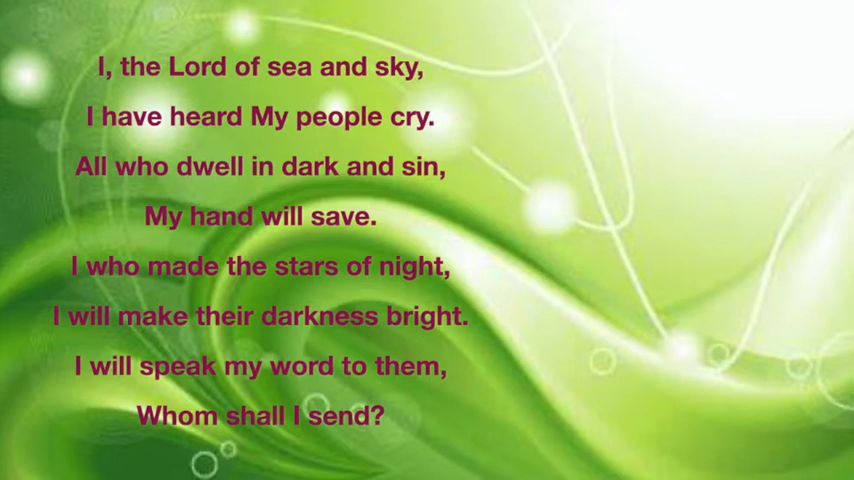 I, the Lord of sea and sky,
I have heard My people cry.
All who dwell in dark and sin,
My hand will save.
I who made the stars of night,
I will make their darkness bright.
I will speak my word to them,
Whom shall I send?